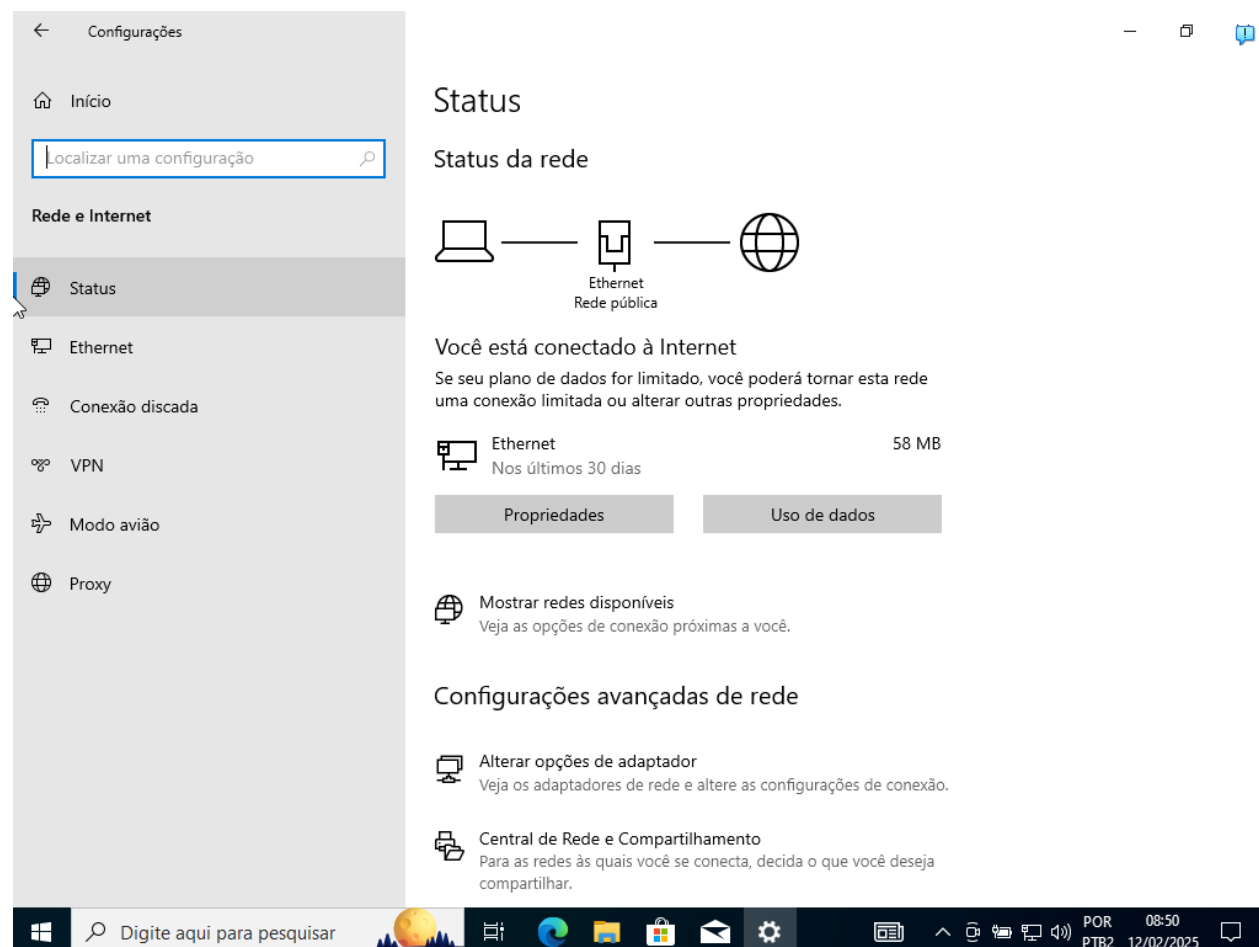 Configurações
Início
Localizar uma configuração
Rede e Internet
Status
Ethernet
Conexão discada
VPN
Modo avião
Proxy
Status
Status da rede
Ethernet
Rede pública
Você está conectado à Internet
Se seu plano de dados for limitado, você poderá tornar esta rede
uma conexão limitada ou alterar outras propriedades.
Ethernet 58 MB
Nos últimos 30 dias
Propriedades Uso de dados
Mostrar redes disponíveis
Veja as opções de conexão próximas a você.
Configurações avançadas de rede
Alterar opções de adaptador
Veja os adaptadores de rede e altere as configurações de conexão.
Central de Rede e Compartilhamento
Para as redes às quais você se conecta, decida o que você deseja
compartilhar.
Digite aqui para pesquisar
POR 08:50
PTB2 12/02/2025